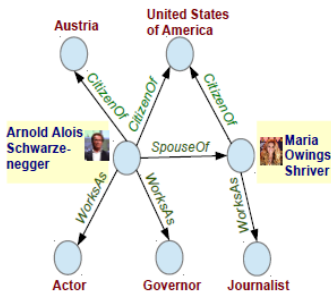 Austria
United States
of America
CitizenOf
CitizenOf
CitizenOf
Arnold Alois
Schwarze-
negger
SpouseOf
Maria
Owings
Shriver
WorksAs
WorksAs
WorksAs
Actor
Governor
Journalist